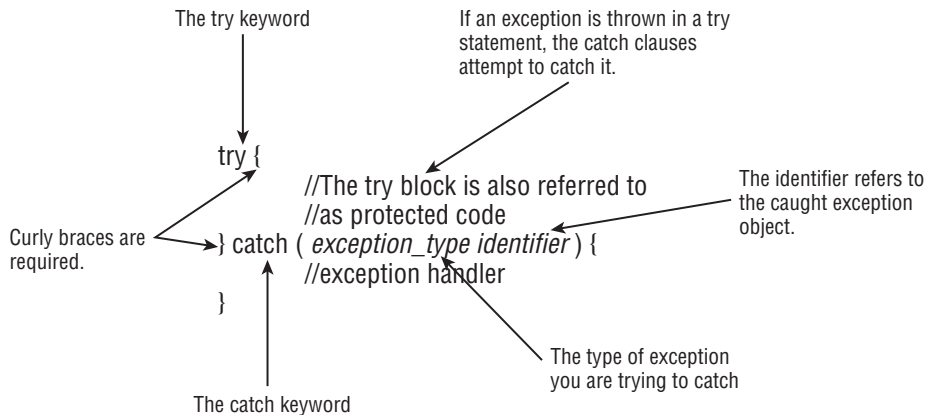 The try keyword
If an exception is thrown in a try
statement, the catch clauses
attempt to catch it.
try {
//The try block is also referred to
//as protected code
The identifier refers to
the caught exception
object.
Curly braces are
required.
} catch ( exception_type identifier ) {
//exception handler
}
The type of exception
you are trying to catch
The catch keyword